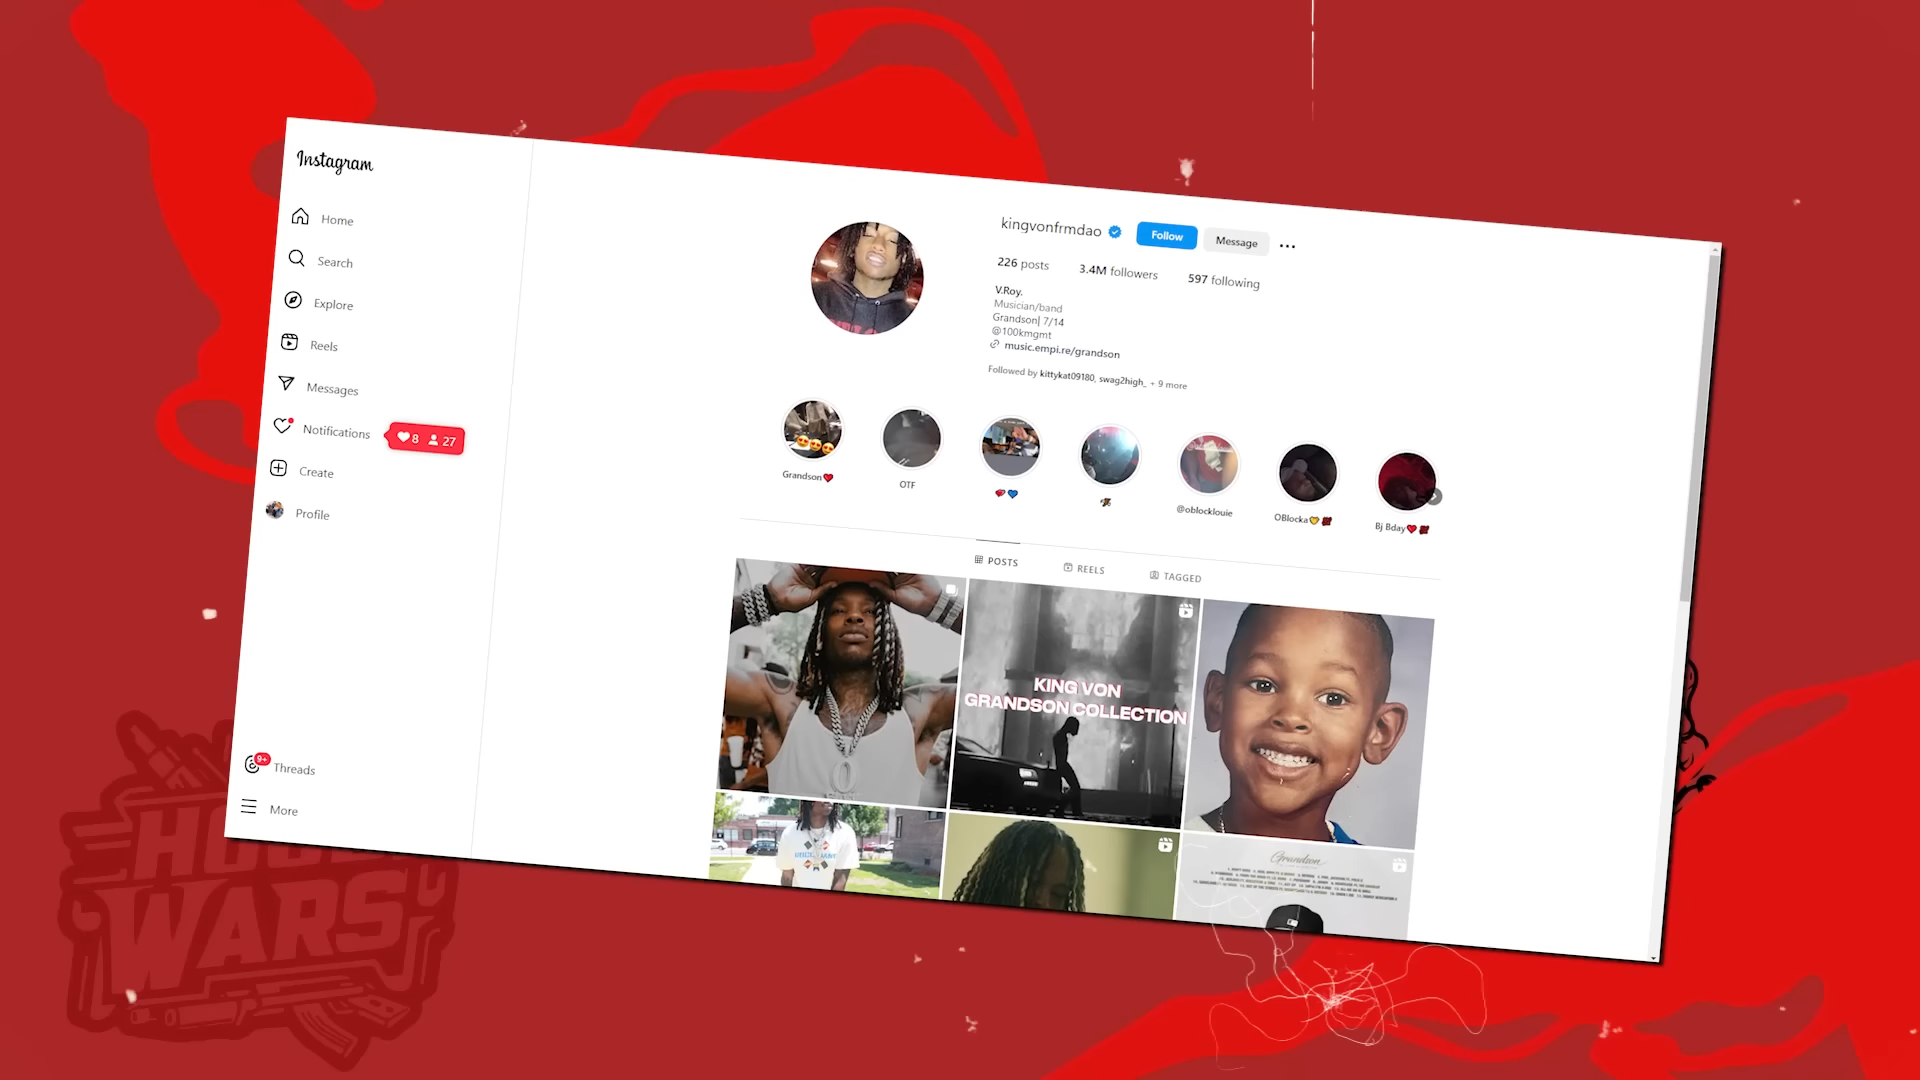 Instagram
Home
Search
Explore
Reels
Messages
Notifications
8 27
Create
Profile
9+
Threads
More
kingvonfrmdao
Follow
Message
226 posts
3.4M followers
597 following
V.Roy.
Musician/band
Grandson| 7/14
@100kmgmt
music.empi.re/grandson
Followed by kittykat09180, swag2high_ + 9 more
Grandson❤️
OTF
@oblocklouie
OBlocka
Bj Bday
POSTS
REELS
TAGGED
KING VON
GRANDSON COLLECTION
Grandson
WARS